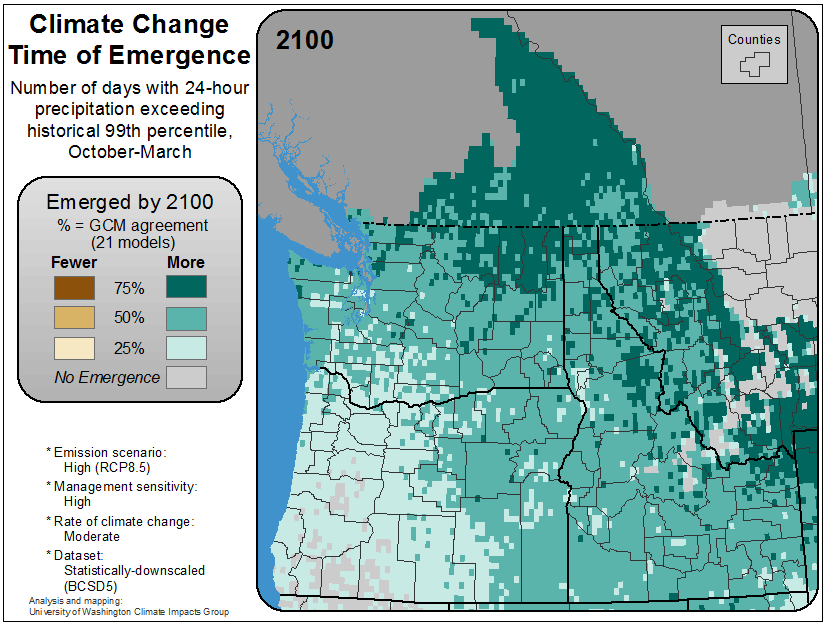 Climate Change
Time of Emergence
Number of days with 24-hour
precipitation exceeding
historical 99th percentile,
October-March
Emerged by 2100
% = GCM agreement
(21 models)
Fewer More
75%
50%
25%
No Emergence
* Emission scenario:
High (RCP8.5)
* Management sensitivity:
High
* Rate of climate change:
Moderate
* Dataset:
Statistically-downscaled
(BCSD5)
Analysis and mapping:
University of Washington Climate Impacts Group
2100
Counties